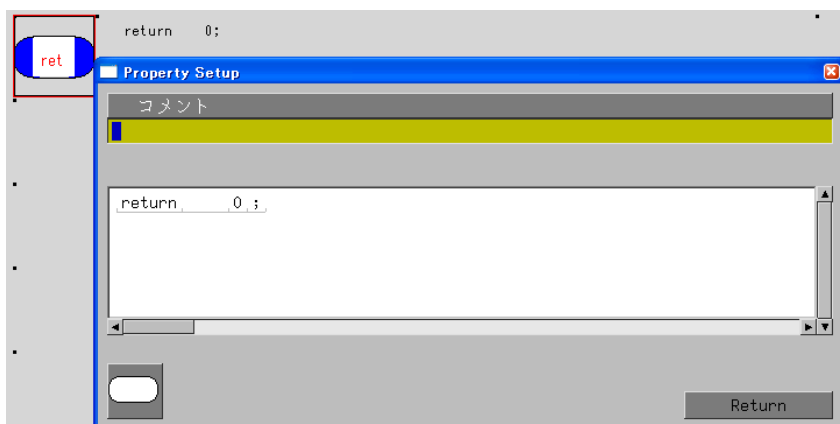 return 0;
ret
Property Setup
コメント
return 0 ;
Return